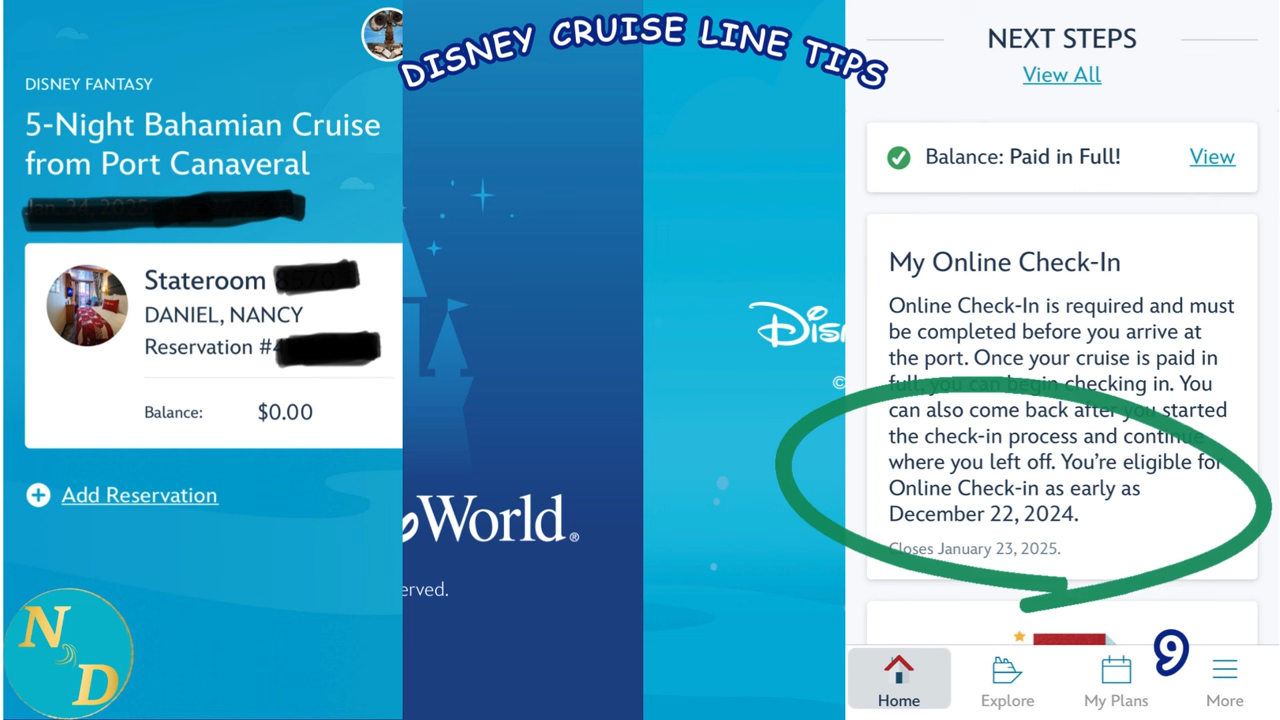 DISNEY CRUISE LINE TIPS
DISNEY FANTASY
5-Night Bahamian Cruise
from Port Canaveral
Stateroom
DANIEL, NANCY
Reservation #
Balance: $0.00
Add Reservation
N
D
World®
erved.
Disn
©
NEXT STEPS
View All
Balance: Paid in Full! View
My Online Check-In
Online Check-In is required and must
be completed before you arrive at
the port. Once your cruise is paid in
full, you can begin checking in. You
can also come back after you started
the check-in process and continue
where you left off. You're eligible for
Online Check-in as early as
December 22, 2024.
Closes January 23, 2025.
9
Home Explore My Plans More